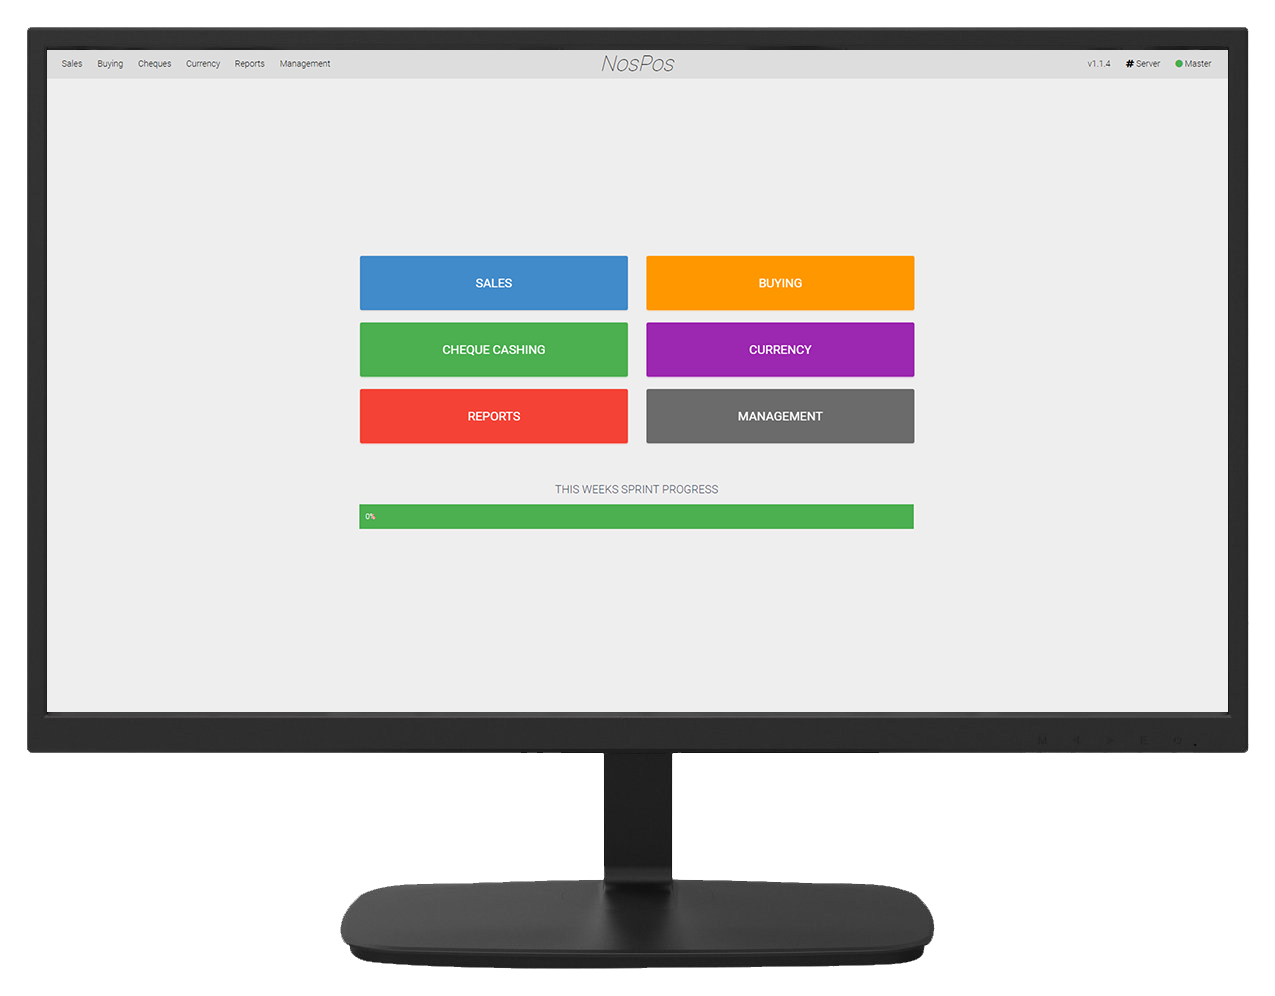 Sales Buying Cheques Currency Reports Management NosPos v1.1.4 # Server Master
SALES BUYING
CHEQUE CASHING CURRENCY
REPORTS MANAGEMENT
THIS WEEKS SPRINT PROGRESS
0%